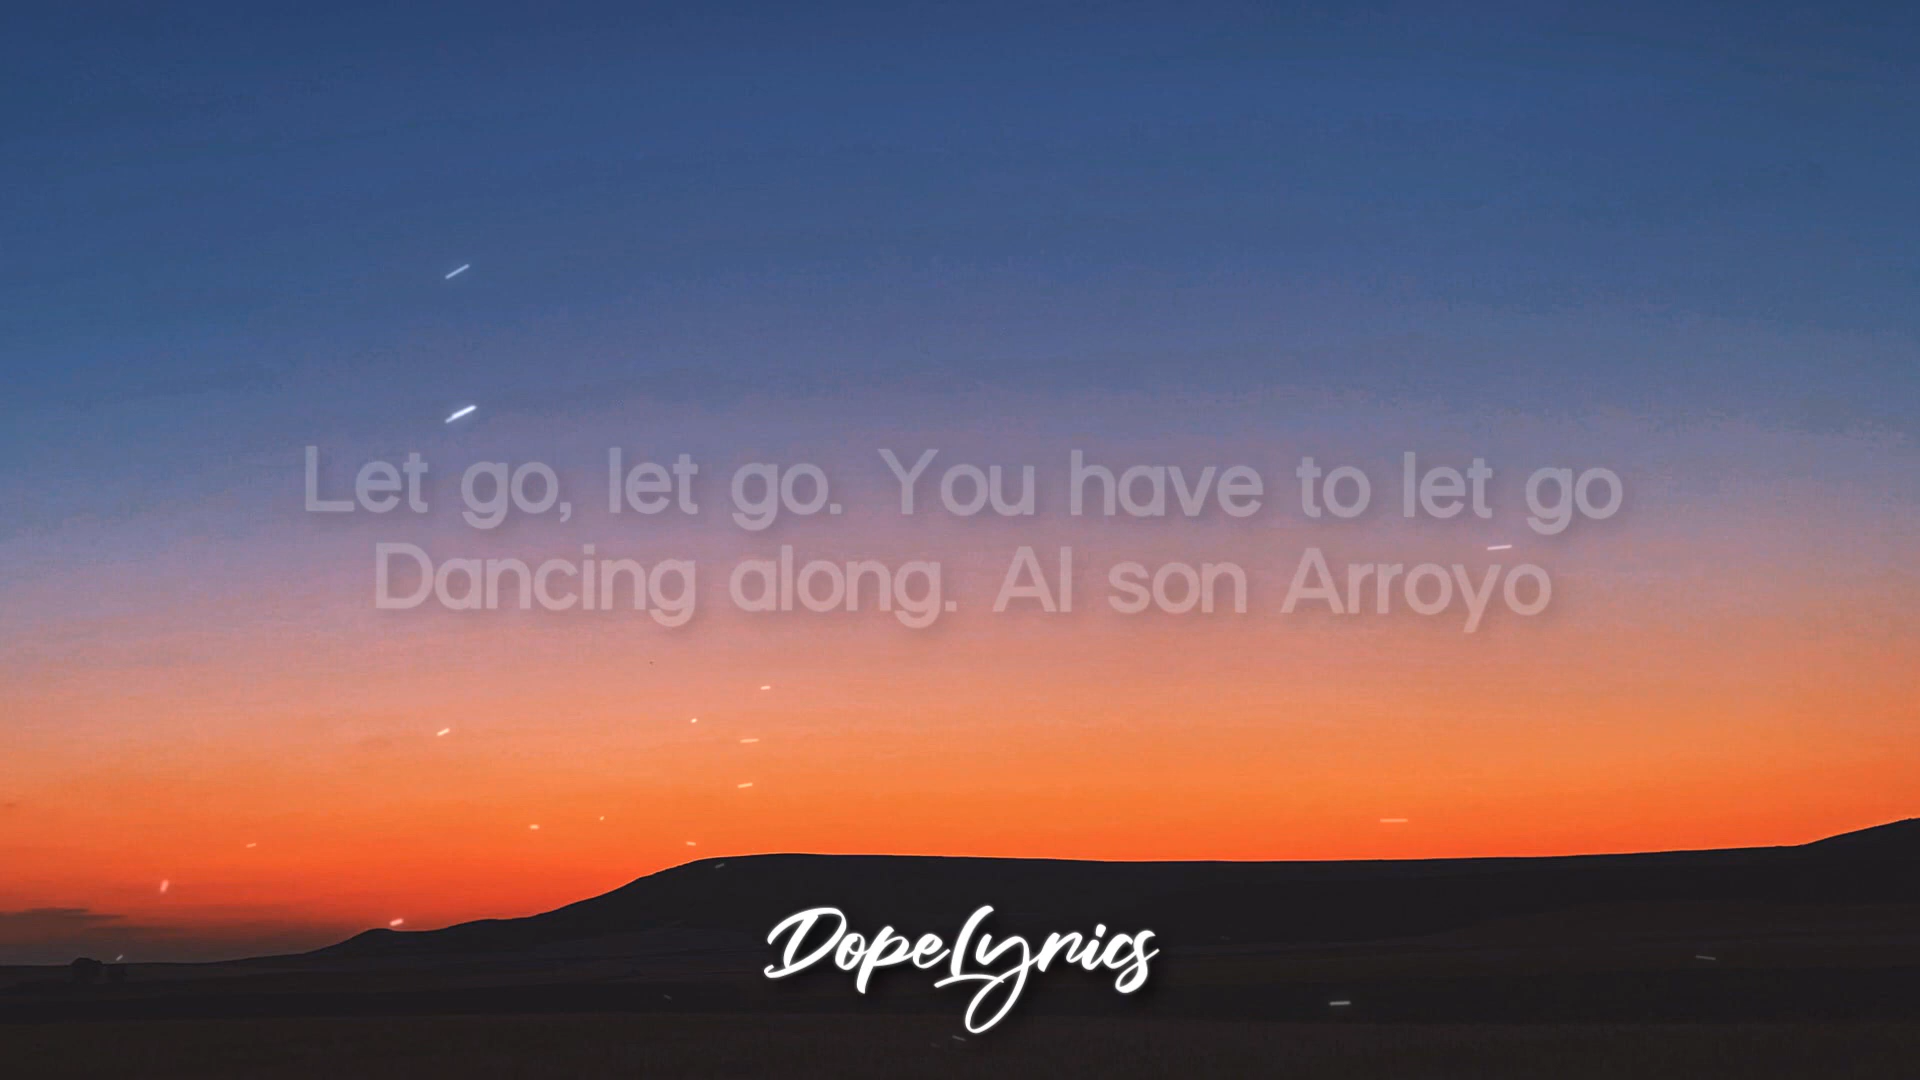 Let go, let go. You have to let go
Dancing along. Al son Arroyo
DopeLyrics